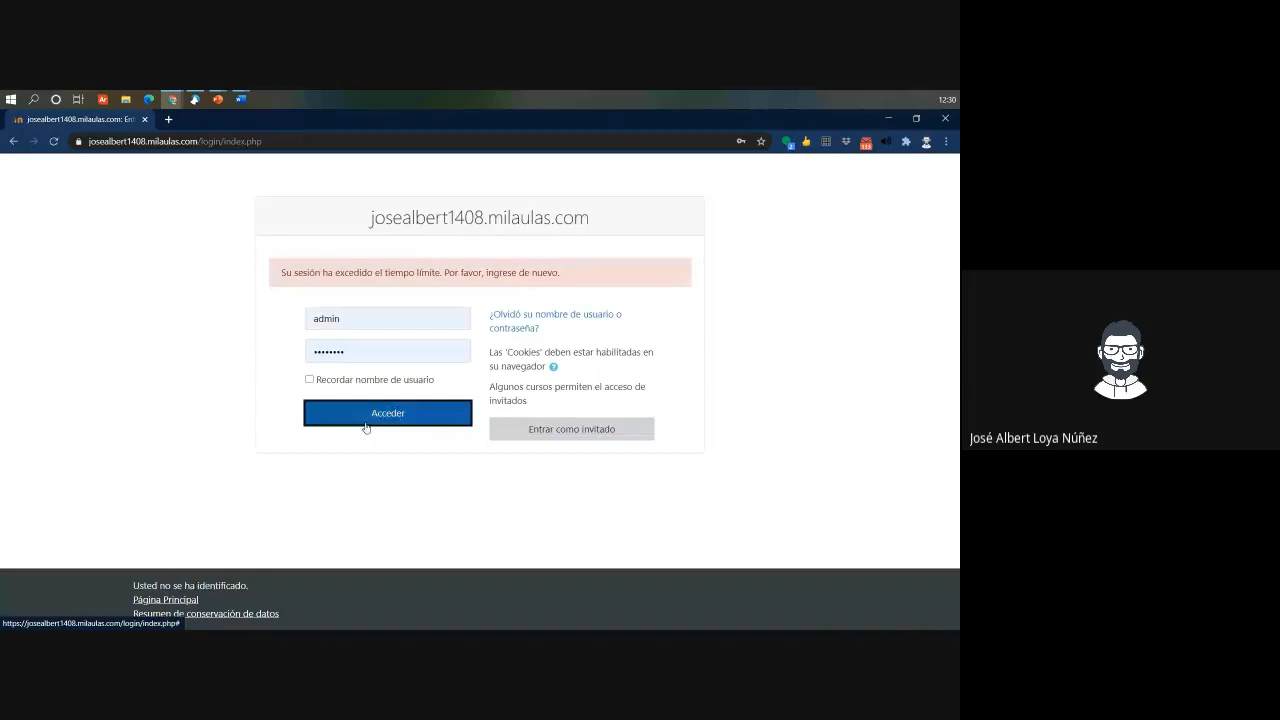 12:30
josealbert1408.milaulas.com: Ent
josealbert1408.milaulas.com/login/index.php
josealbert1408.milaulas.com
Su sesión ha excedido el tiempo límite. Por favor, ingrese de nuevo.
admin
••••••••
Recordar nombre de usuario
Acceder
¿Olvidó su nombre de usuario o
contraseña?
Las 'Cookies' deben estar habilitadas en
su navegador
Algunos cursos permiten el acceso de
invitados
Entrar como invitado
José Albert Loya Núñez
Usted no se ha identificado.
Página Principal
Resumen de conservación de datos
https://josealbert1408.milaulas.com/login/index.php#